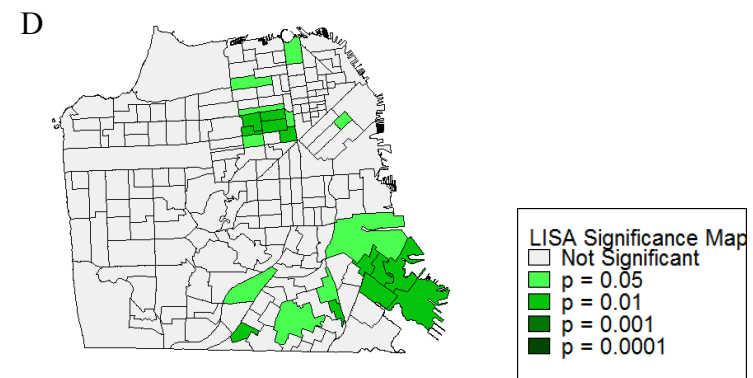 D
LISA Significance Map
Not Significant
p = 0.05
p = 0.01
p = 0.001
p = 0.0001